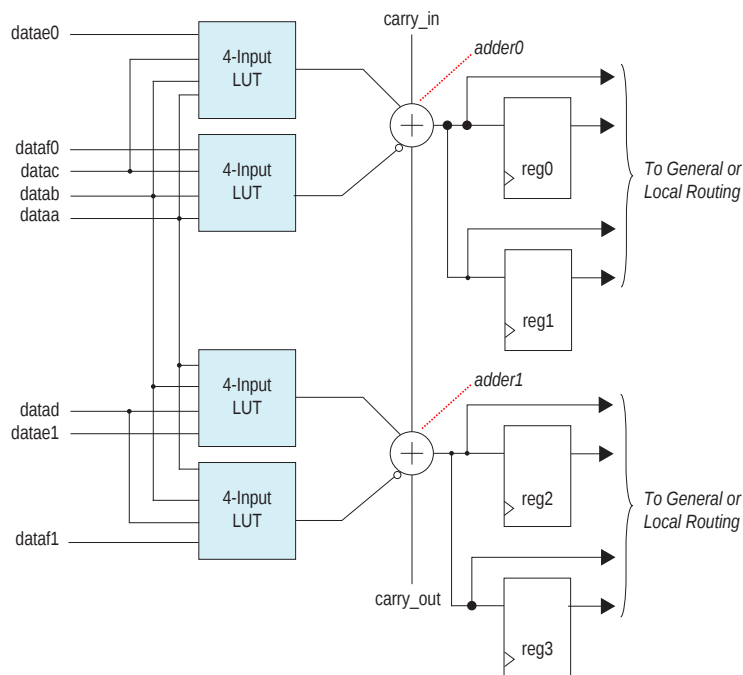 carry_in
datae0
4-Input
LUT
adder0
dataf0
datac
datab
dataa
4-Input
LUT
reg0
To General or
Local Routing
reg1
4-Input
LUT
adder1
datad
datae1
4-Input
LUT
reg2
To General or
Local Routing
dataf1
carry_out
reg3